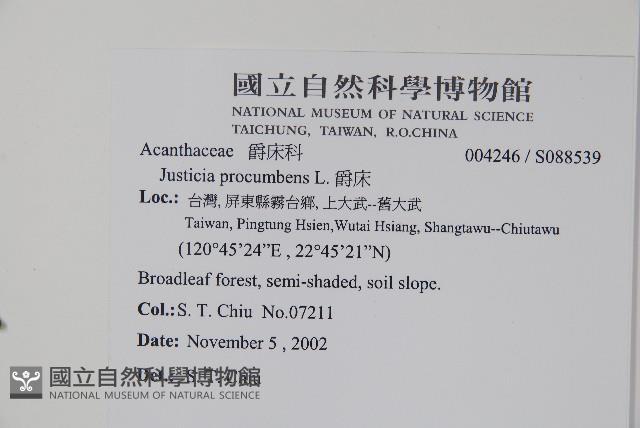 國立自然科學博物館
NATIONAL MUSEUM OF NATURAL SCIENCE
TAICHUNG, TAIWAN, R.O.CHINA
Acanthaceae 爵床科 004246 / S088539
Justicia procumbens L. 爵床
Loc.: 台灣, 屏東縣霧台鄉, 上大武--舊大武
Taiwan, Pingtung Hsien,Wutai Hsiang, Shangtawu--Chiutawu
(120°45’24”E , 22°45’21”N)
Broadleaf forest, semi-shaded, soil slope.
Col.: S. T. Chiu No.07211
Date: November 5 , 2002
國立自然科學博物館
NATIONAL MUSEUM OF NATURAL SCIENCE